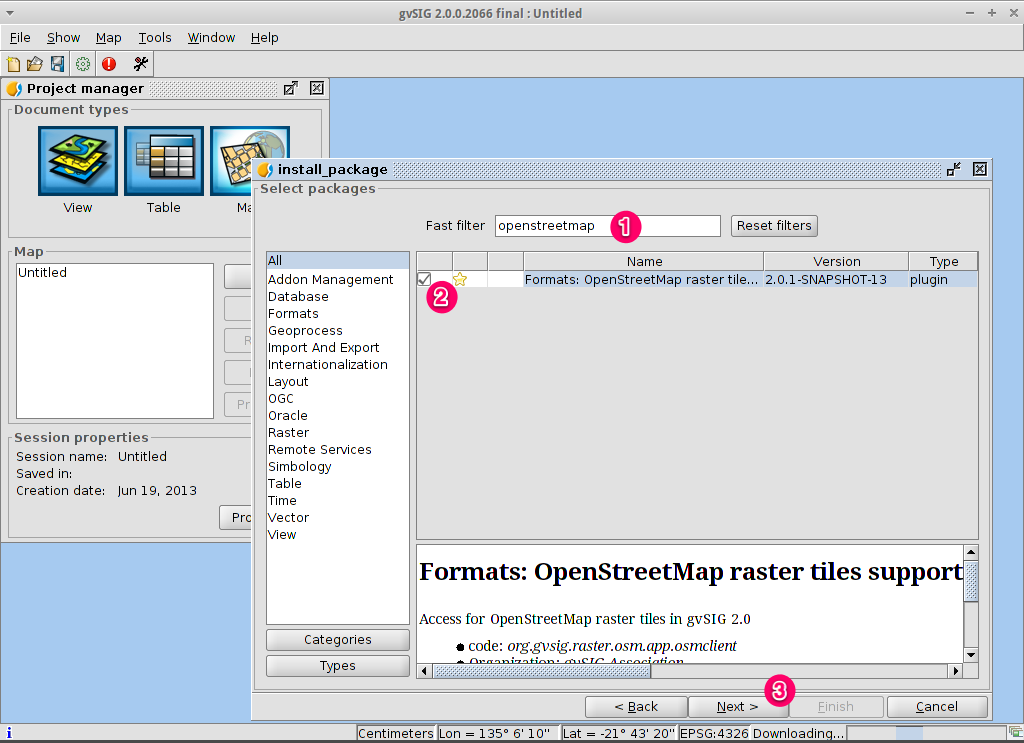 gvSIG 2.0.0.2066 final : Untitled
File Show Map Tools Window Help
Project manager
Document types
View Table Ma
install_package
Select packages
Fast filter openstreetmap 1 Reset filters
Map
Untitled
R
Pr
All
Addon Management
Database
Formats
Geoprocess
Import And Export
Internationalization
Layout
OGC
Oracle
Raster
Remote Services
Simbology
Table
Time
Vector
View
Name Version Type
Formats: OpenStreetMap raster tile... 2.0.1-SNAPSHOT-13 plugin
2
Session properties
Session name: Untitled
Saved in:
Creation date: Jun 19, 2013
Pro
Formats: OpenStreetMap raster tiles support
Access for OpenStreetMap raster tiles in gvSIG 2.0
code: org.gvsig.raster.osm.app.osmclient
Organization: gvSIG Association
Categories
Types
3
< Back Next > Finish Cancel
i Centimeters Lon = 135° 6' 10" Lat = -21° 43' 20" EPSG:4326 Downloading...